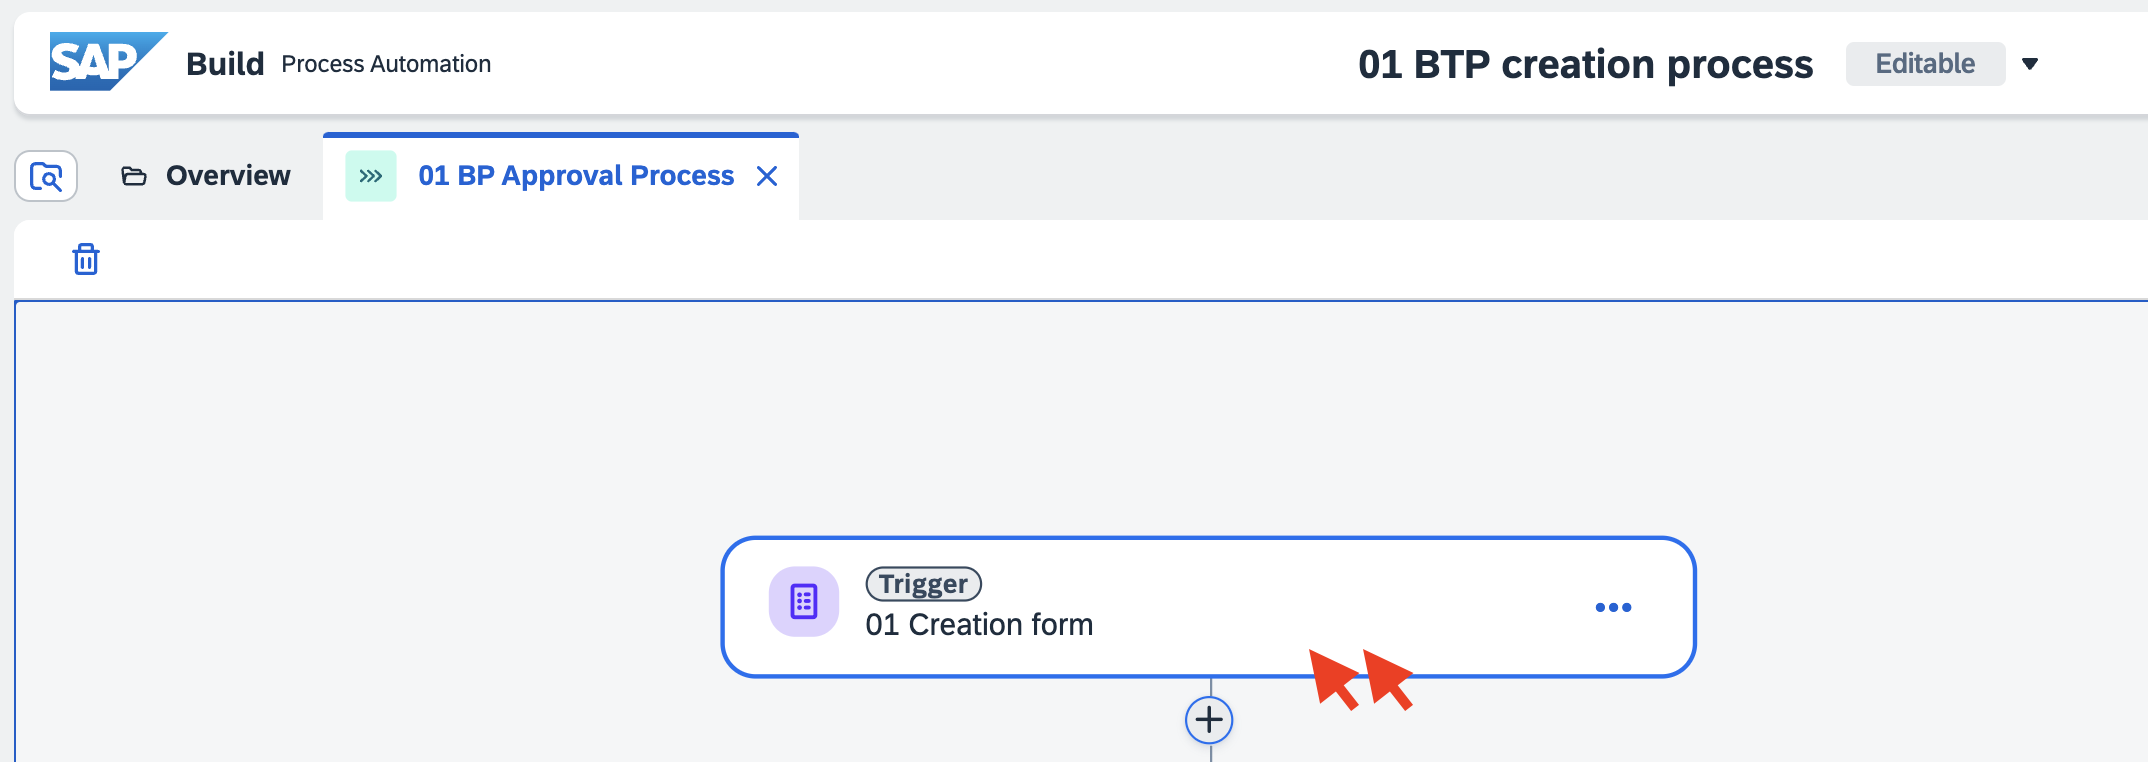 SAP Build Process Automation
01 BTP creation process Editable
Overview
01 BP Approval Process
Trigger
01 Creation form